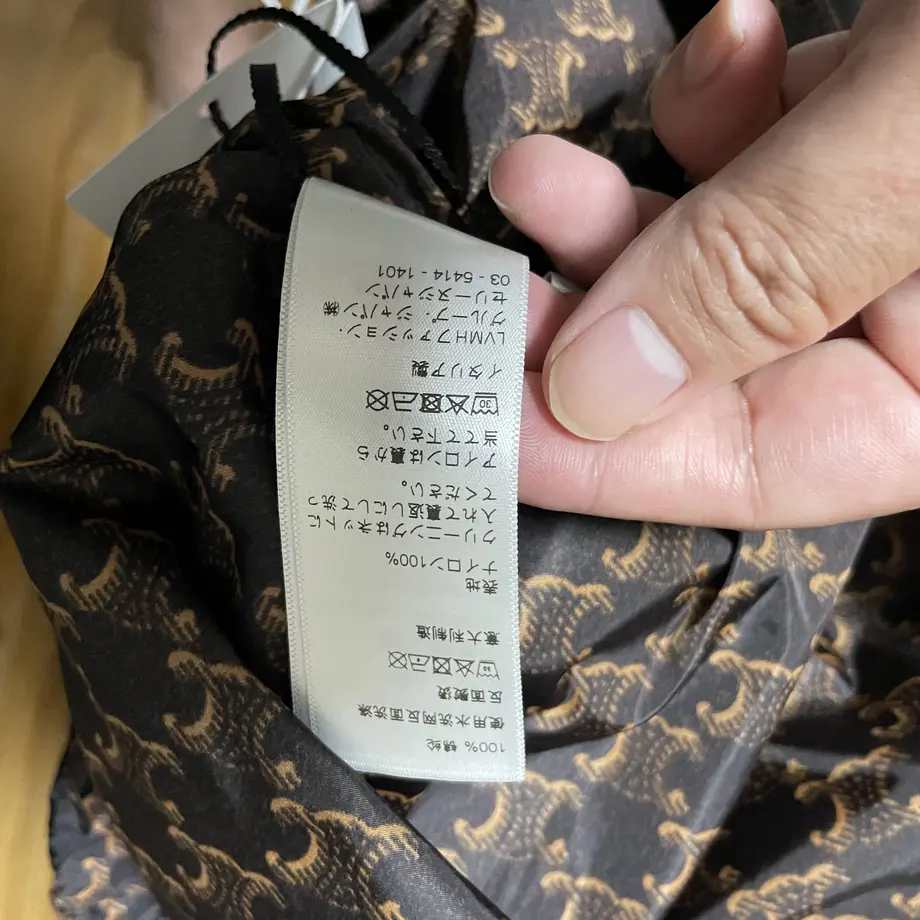 100% 锦纶
使用水洗网反面洗涤
反面熨烫
30
意大利制造
表地
ナイロン100%
クリーニングはネットに
入れて裏返しにして洗っ
てください。
アイロンは裏から
当てて下さい。
30
イタリア製
LVMHファッション・
グループ・ジャパン㈱
セリーヌジャパン
03 - 5414 - 1401